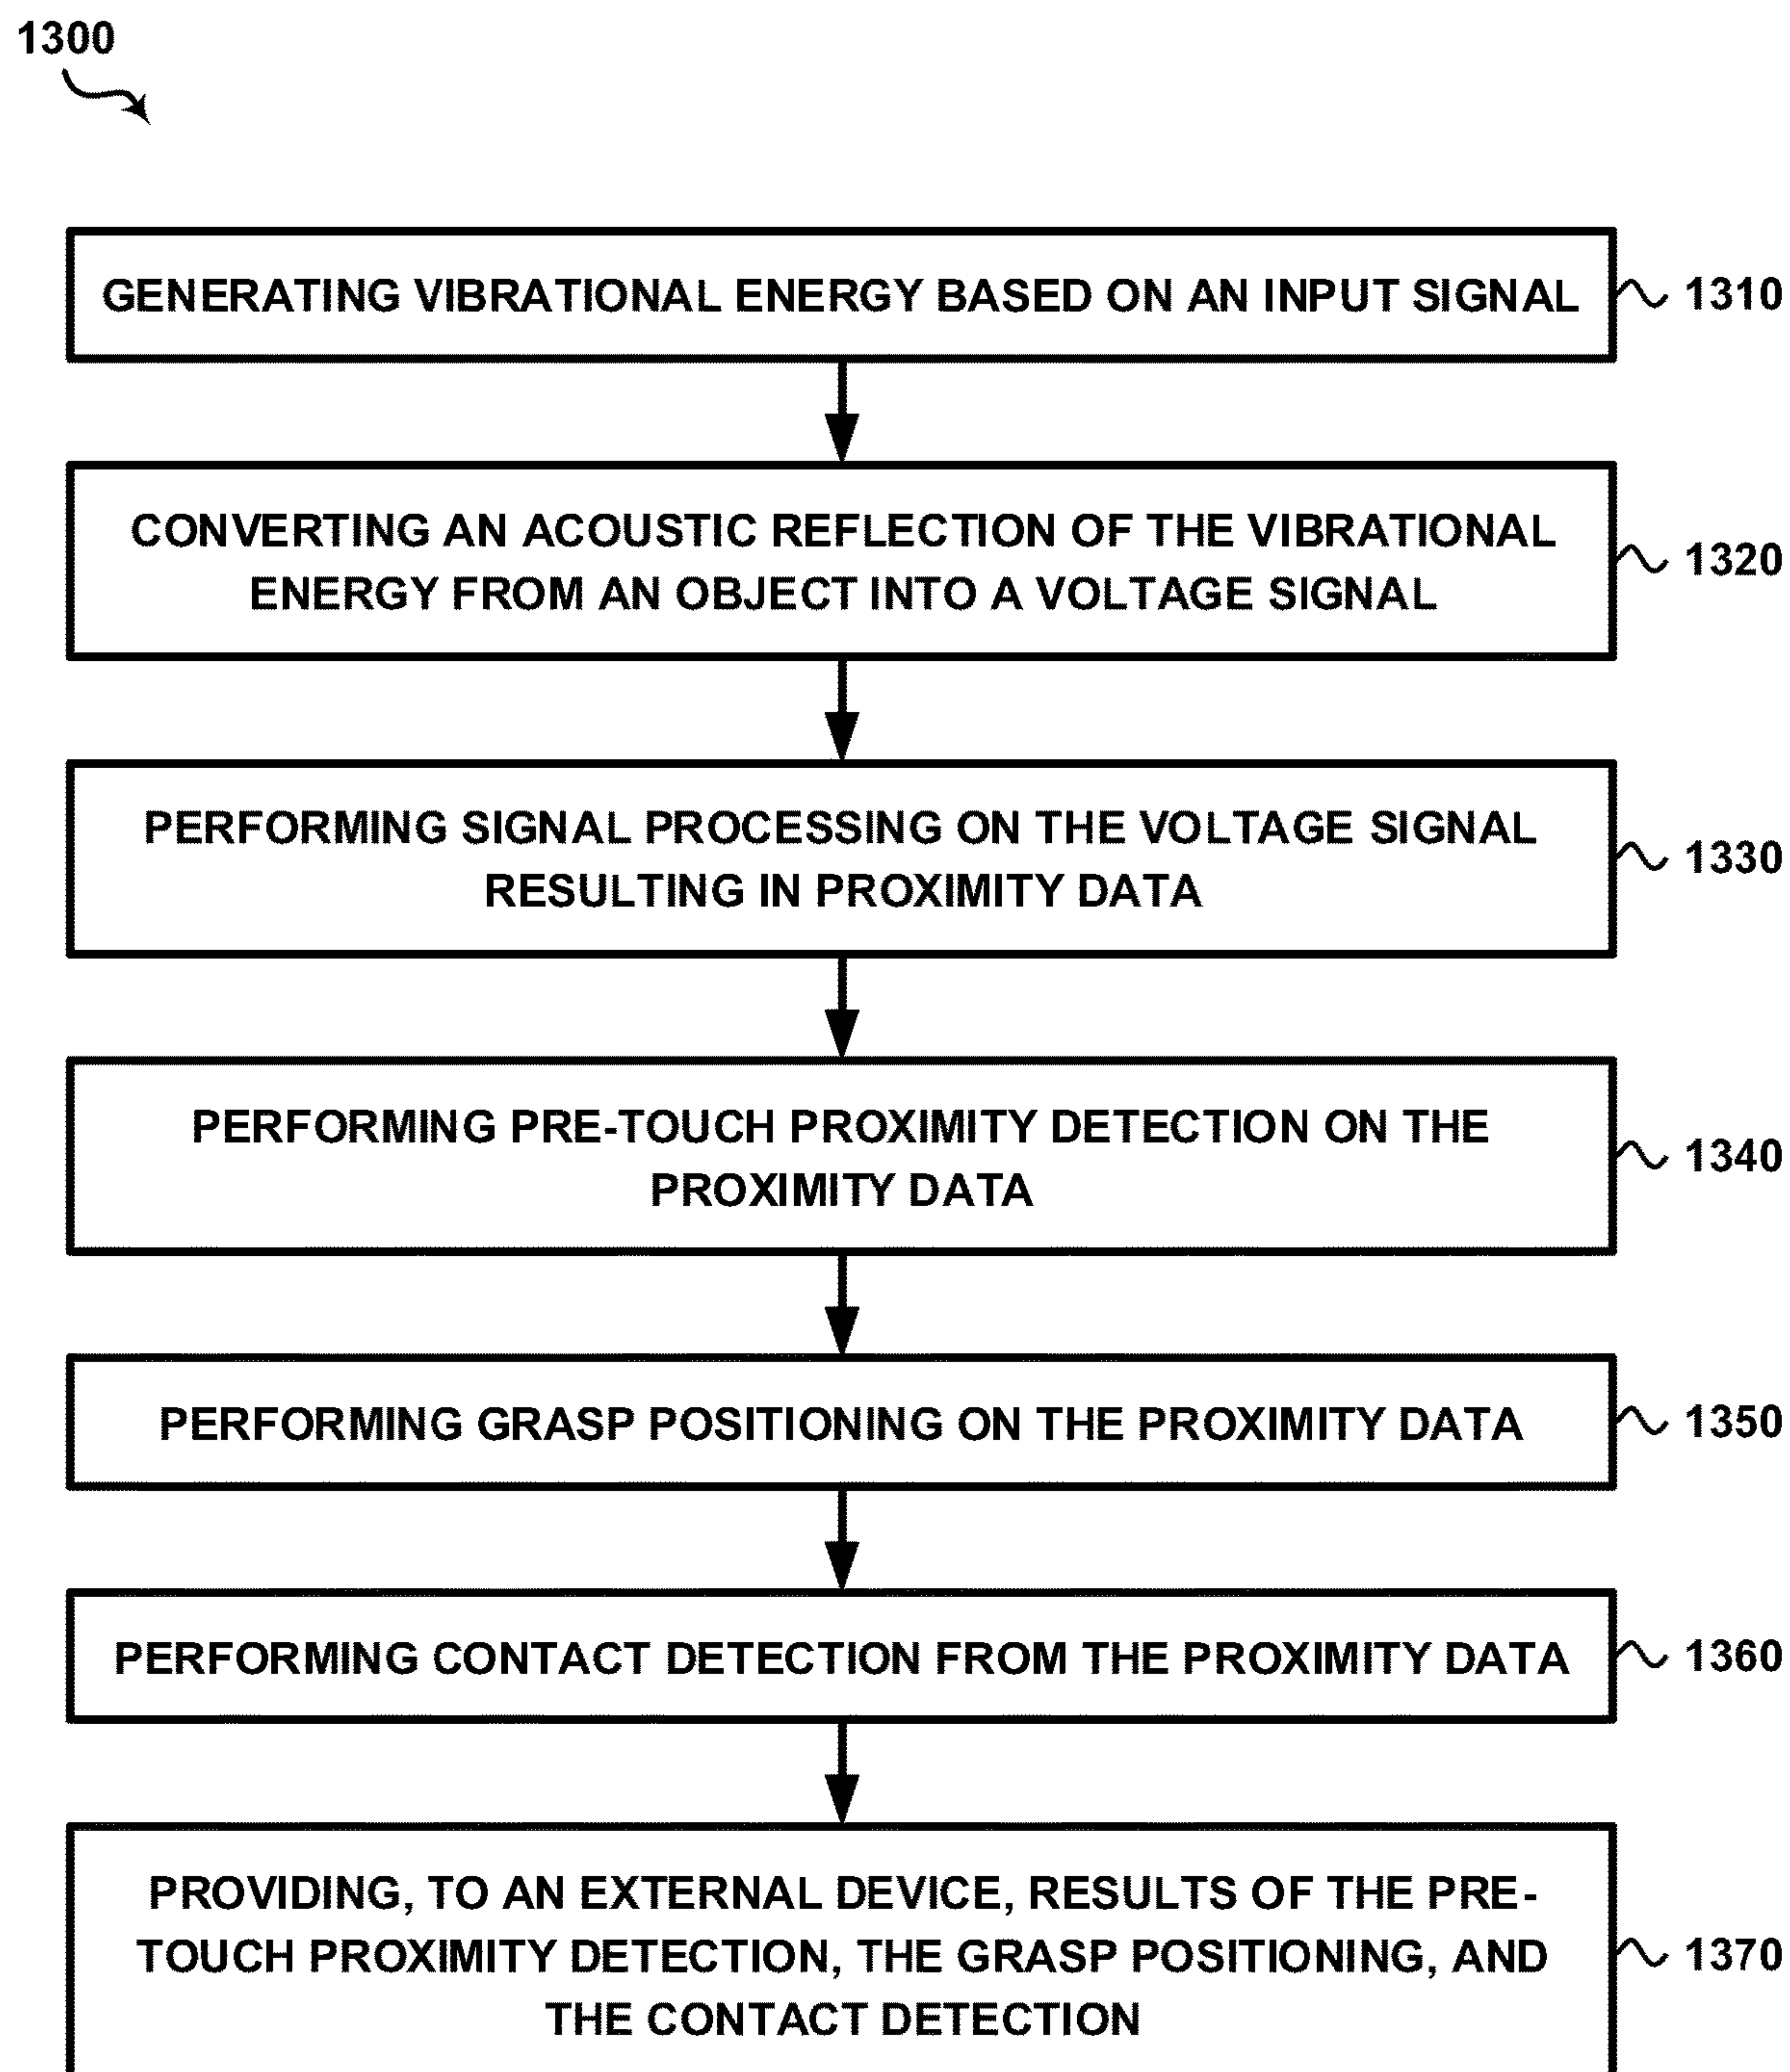 1300
GENERATING VIBRATIONAL ENERGY BASED ON AN INPUT SIGNAL
1310
CONVERTING AN ACOUSTIC REFLECTION OF THE VIBRATIONAL
ENERGY FROM AN OBJECT INTO A VOLTAGE SIGNAL
1320
PERFORMING SIGNAL PROCESSING ON THE VOLTAGE SIGNAL
RESULTING IN PROXIMITY DATA
1330
PERFORMING PRE-TOUCH PROXIMITY DETECTION ON THE
PROXIMITY DATA
1340
PERFORMING GRASP POSITIONING ON THE PROXIMITY DATA
1350
PERFORMING CONTACT DETECTION FROM THE PROXIMITY DATA
1360
PROVIDING, TO AN EXTERNAL DEVICE, RESULTS OF THE PRE-
TOUCH PROXIMITY DETECTION, THE GRASP POSITIONING, AND
THE CONTACT DETECTION
1370